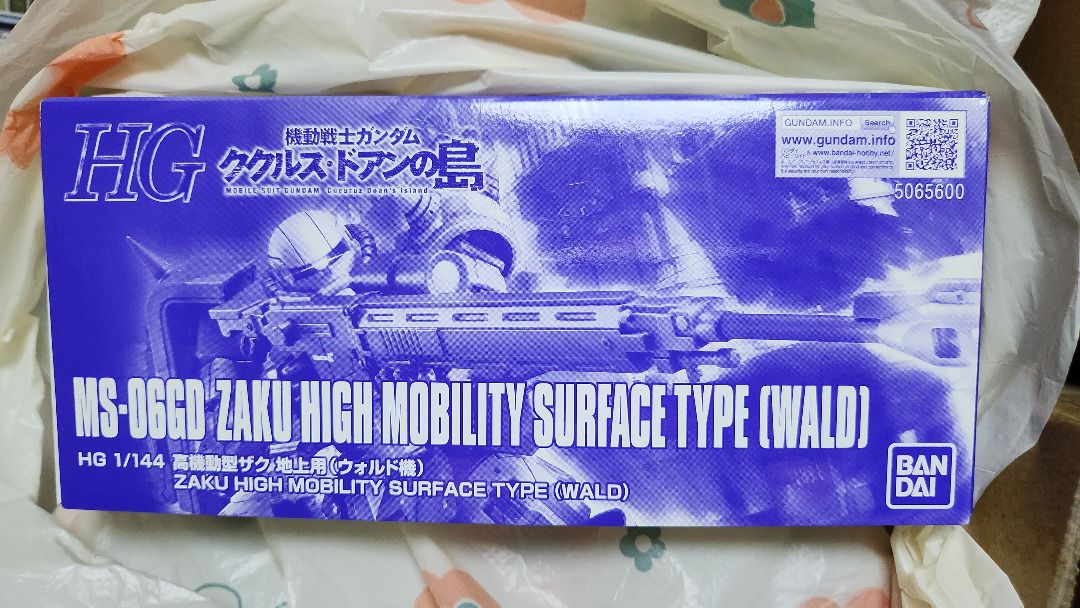 HG
機動戦士ガンダム
ククルス・ドアンの島
MOBILE SUIT GUNDAM Cucuruz Doan's Island
GUNDAM.INFO Search
www.gundam.info
www.bandai-hobby.net/
5065600
MS-06GD ZAKU HIGH MOBILITY SURFACE TYPE (WALD)
HG 1/144 高機動型ザク 地上用(ウォルド機)
ZAKU HIGH MOBILITY SURFACE TYPE (WALD)
BAN
DAI